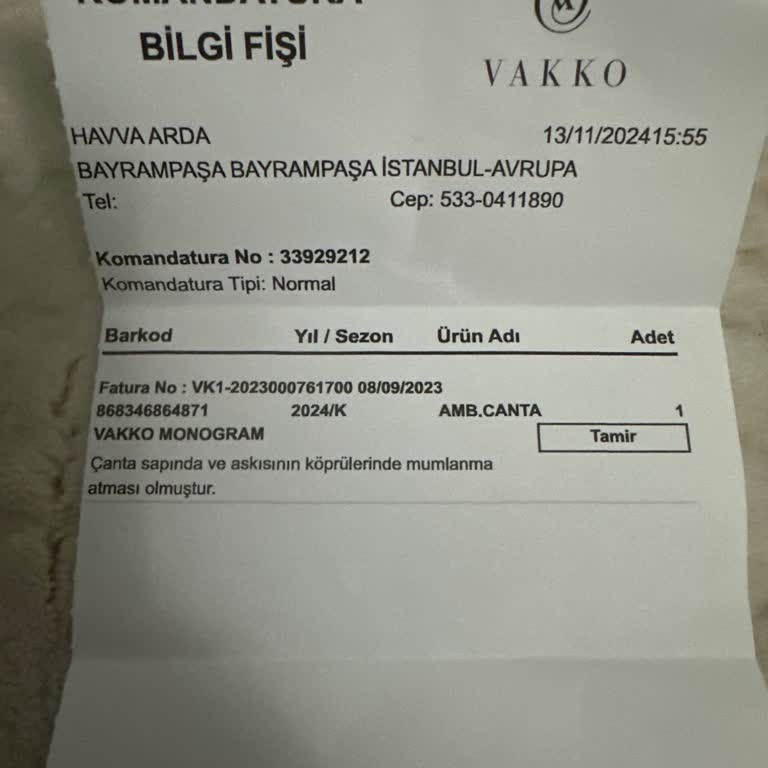 KOMANDATURA
BİLGİ FİŞİ
VAKKO
HAVVA ARDA 13/11/202415:55
BAYRAMPAŞA BAYRAMPAŞA İSTANBUL-AVRUPA
Tel: Cep: 533-0411890
Komandatura No : 33929212
Komandatura Tipi: Normal
Barkod Yıl / Sezon Ürün Adı Adet
Fatura No : VK1-2023000761700 08/09/2023
868346864871 2024/K AMB.CANTA 1
VAKKO MONOGRAM Tamir
Çanta sapında ve askısının köprülerinde mumlanma
atması olmuştur.